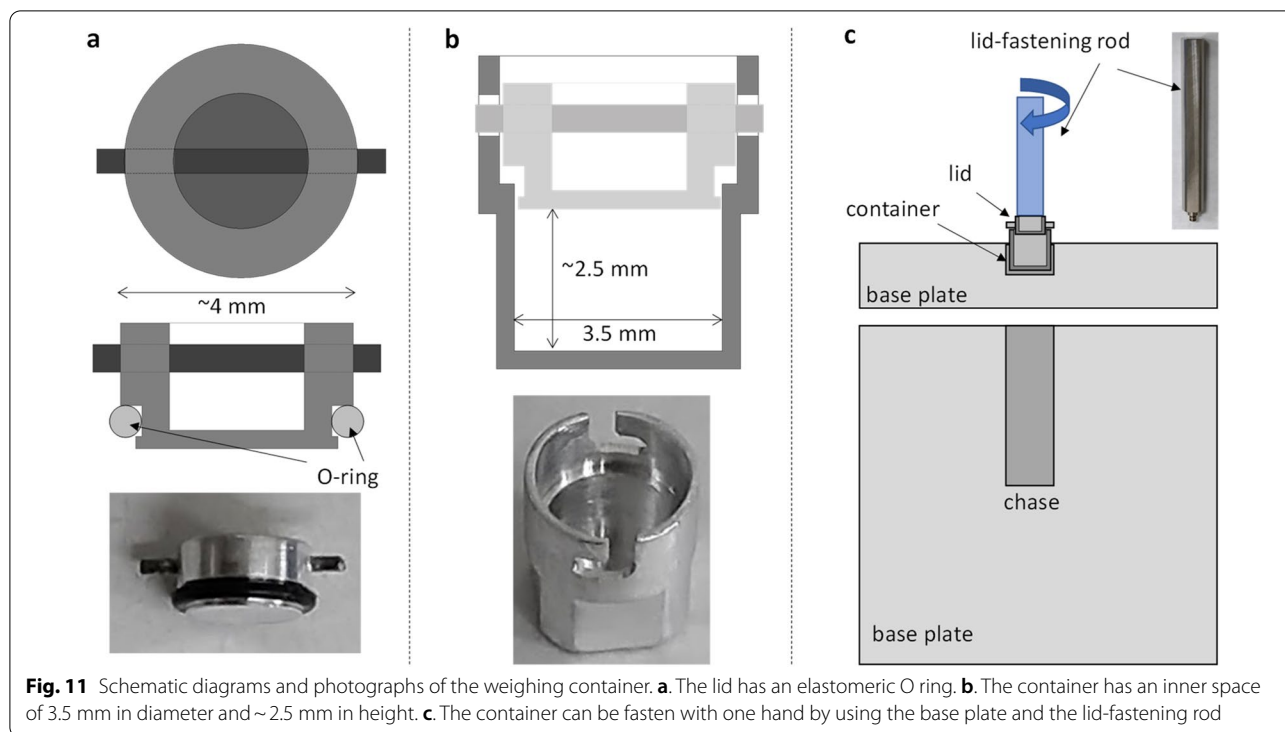 a
~4 mm
O-ring
b
~2.5 mm
3.5 mm
c
lid-fastening rod
lid
container
base plate
chase
base plate
Fig. 11 Schematic diagrams and photographs of the weighing container. a. The lid has an elastomeric O ring. b. The container has an inner space
of 3.5 mm in diameter and ~ 2.5 mm in height. c. The container can be fasten with one hand by using the base plate and the lid-fastening rod